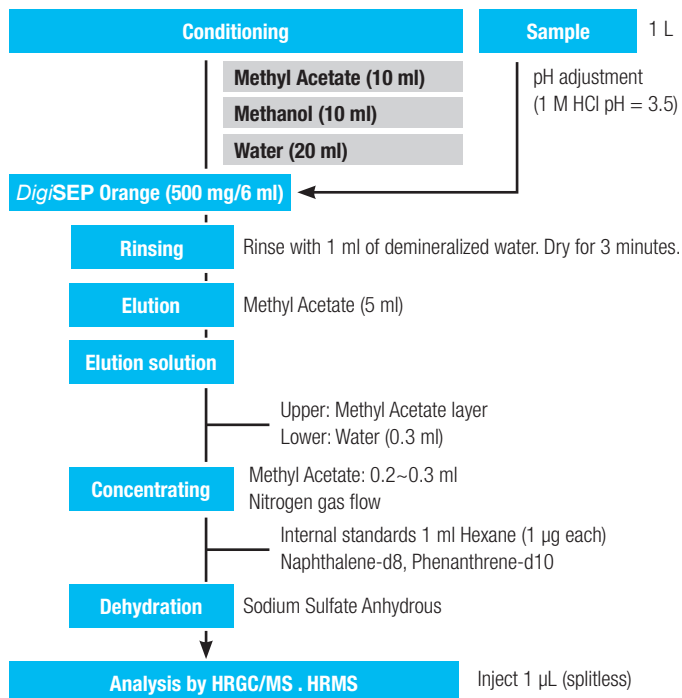 Conditioning
Sample
1 L
Methyl Acetate (10 ml)
Methanol (10 ml)
Water (20 ml)
pH adjustment
(1 M HCl pH = 3.5)
DigiSEP Orange (500 mg/6 ml)
Rinsing
Rinse with 1 ml of demineralized water. Dry for 3 minutes.
Elution
Methyl Acetate (5 ml)
Elution solution
Upper: Methyl Acetate layer
Lower: Water (0.3 ml)
Concentrating
Methyl Acetate: 0.2~0.3 ml
Nitrogen gas flow
Internal standards 1 ml Hexane (1 µg each)
Naphthalene-d8, Phenanthrene-d10
Dehydration
Sodium Sulfate Anhydrous
Analysis by HRGC/MS . HRMS
Inject 1 µL (splitless)